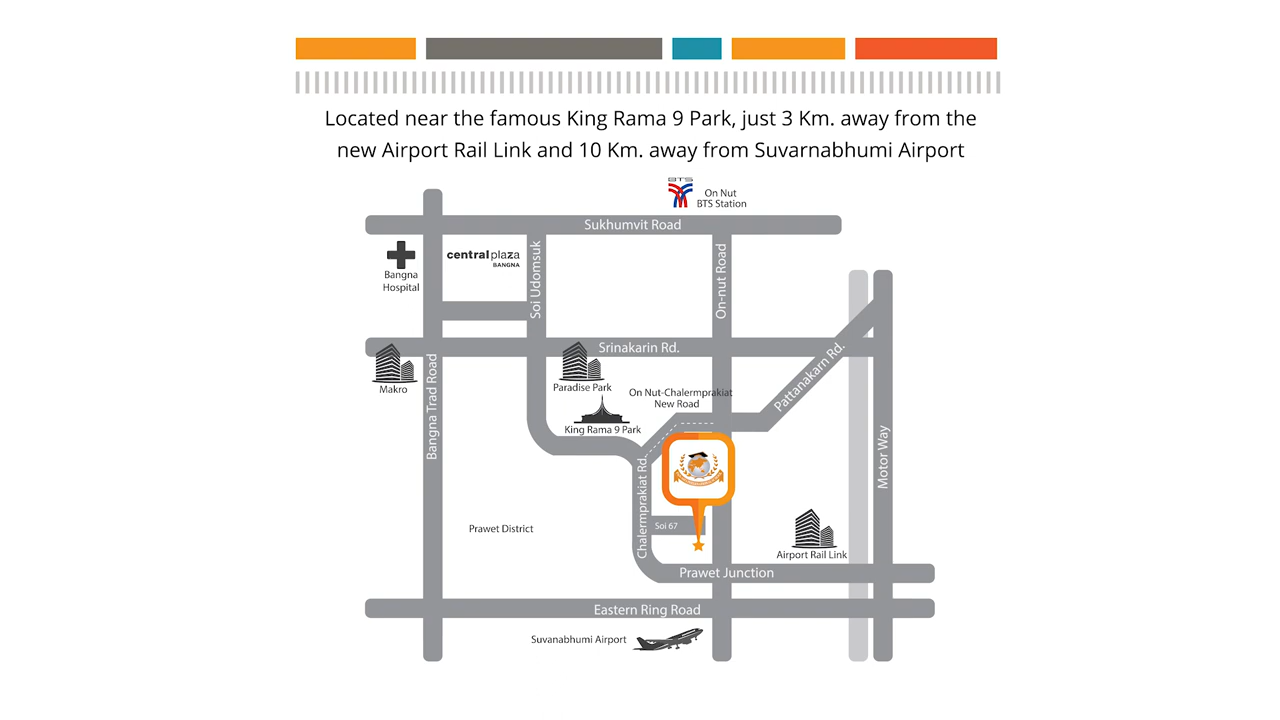 Located near the famous King Rama 9 Park, just 3 Km. away from the
new Airport Rail Link and 10 Km. away from Suvarnabhumi Airport
BTS
On Nut
BTS Station
Sukhumvit Road
Bangna
Hospital
centralplaza
BANGNA
Soi Udomsuk
On-nut Road
Srinakarin Rd.
Makro
Bangna Trad Road
Paradise Park
On Nut-Chalermprakiat
New Road
Pattanakarn Rd.
King Rama 9 Park
Motor Way
Chalermprakiat Rd.
Soi 67
Prawet District
Airport Rail Link
Prawet Junction
Eastern Ring Road
Suvanabhumi Airport